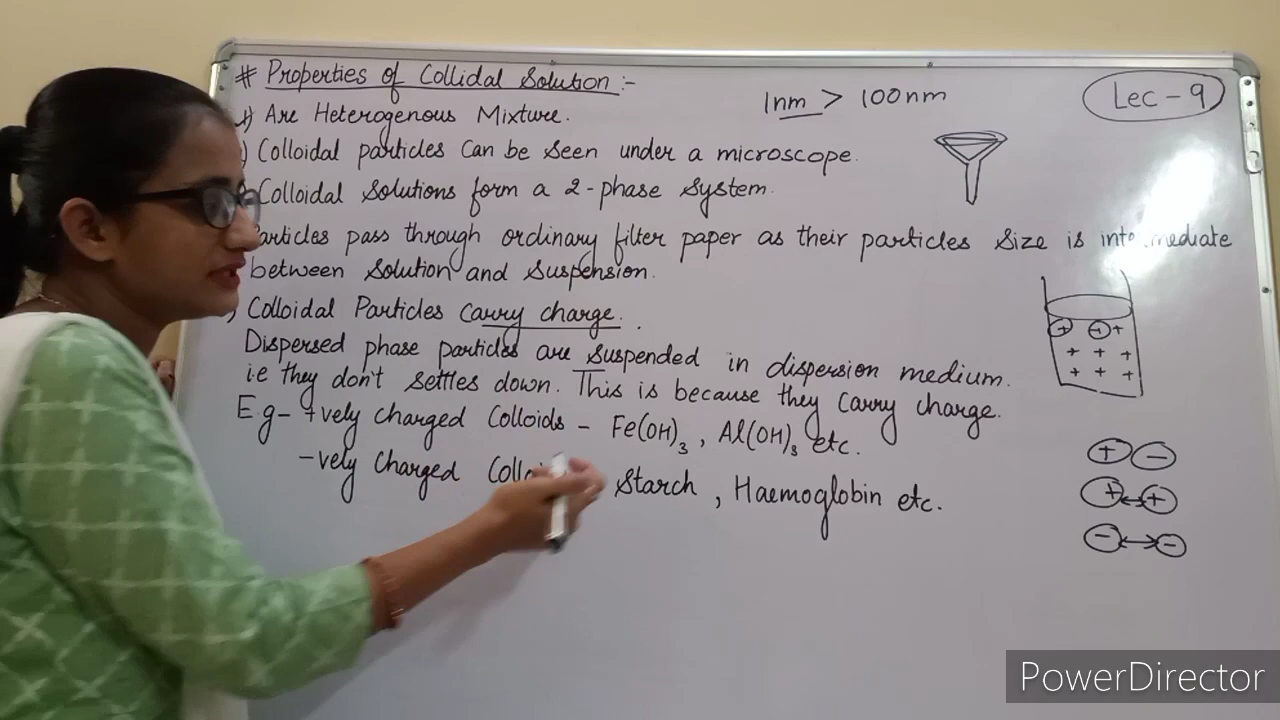 # Properties of Collidal Solution :-
1nm > 100nm
Lec - 9
1) Are Heterogenous Mixture.
) Colloidal particles can be seen under a microscope.
Colloidal Solutions form a 2-phase System.
articles pass through ordinary filter paper as their particles Size is intermediate
between Solution and Suspension.
) Colloidal Particles Carry charge.
Dispersed phase particles are Suspended in dispersion medium.
i.e they don't Settles down. This is because they Carry charge.
E.g- +vely Charged Colloids - Fe(OH)3, Al(OH)3 etc.
-vely Charged Starch, Haemoglobin etc.
+ - +
+ + +
+ + +
+ -
+ ↔ +
- ↔ -
PowerDirector